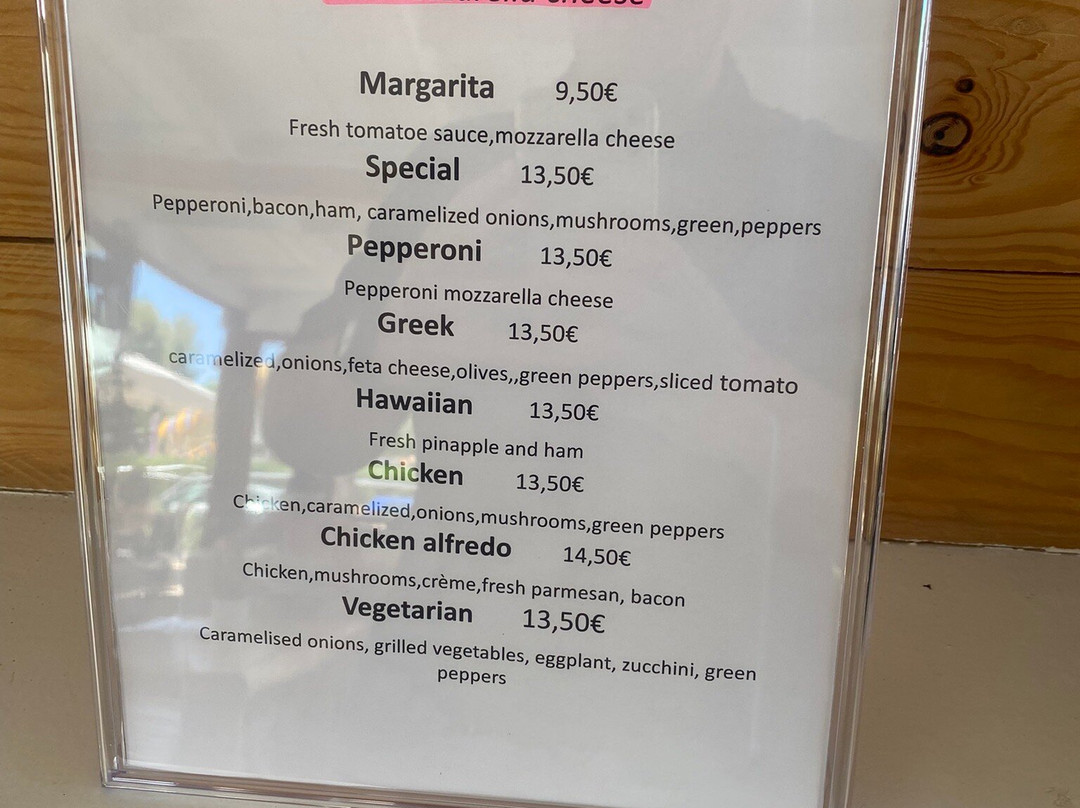 cheese
Margarita 9,50€
Fresh tomatoe sauce,mozzarella cheese
Special 13,50€
Pepperoni,bacon,ham, caramelized onions,mushrooms,green,peppers
Pepperoni 13,50€
Pepperoni mozzarella cheese
Greek 13,50€
caramelized,onions,feta cheese,olives,,green peppers,sliced tomato
Hawaiian 13,50€
Fresh pinapple and ham
Chicken 13,50€
Chicken,caramelized,onions,mushrooms,green peppers
Chicken alfredo 14,50€
Chicken,mushrooms,crème,fresh parmesan, bacon
Vegetarian 13,50€
Caramelised onions, grilled vegetables, eggplant, zucchini, green
peppers